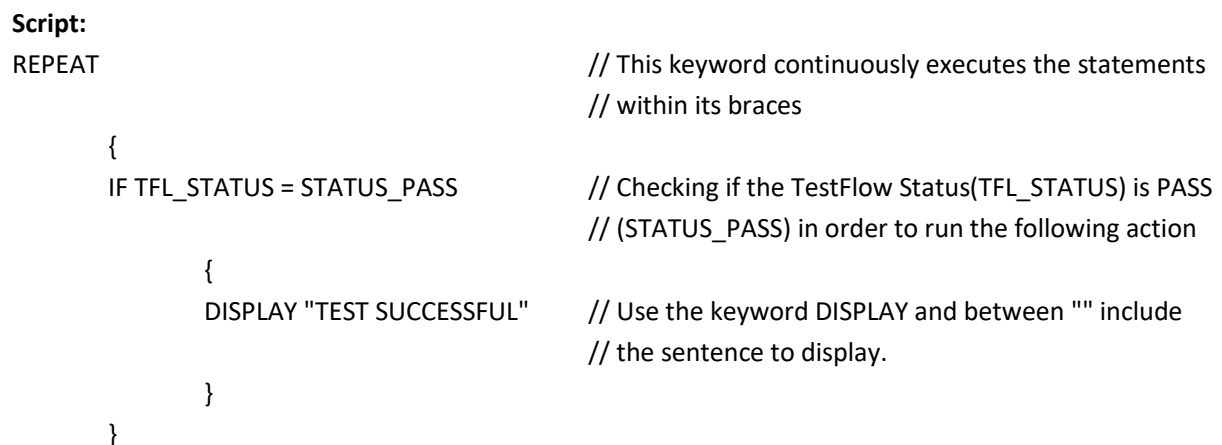 Script:
REPEAT // This keyword continuously executes the statements
// within its braces
{
IF TFL_STATUS = STATUS_PASS // Checking if the TestFlow Status(TFL_STATUS) is PASS
// (STATUS_PASS) in order to run the following action
{
DISPLAY "TEST SUCCESSFUL" // Use the keyword DISPLAY and between "" include
// the sentence to display.
}
}